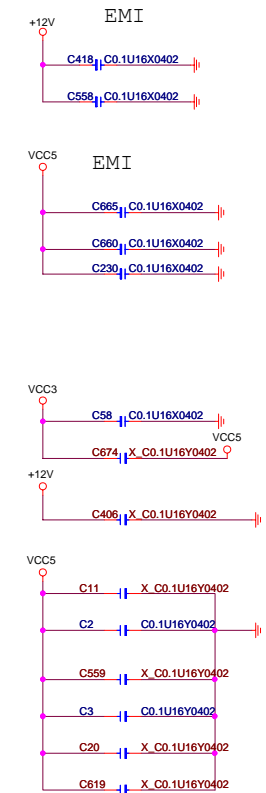 EMI
+12V
C418 C0.1U16X0402
C558 C0.1U16X0402
VCC5
EMI
C665 C0.1U16X0402
C660 C0.1U16X0402
C230 C0.1U16X0402
VCC3
C58 C0.1U16X0402
VCC5
C674 X_C0.1U16Y0402
+12V
C406 X_C0.1U16Y0402
VCC5
C11 X_C0.1U16Y0402
C2 C0.1U16Y0402
C559 X_C0.1U16Y0402
C3 C0.1U16Y0402
C20 X_C0.1U16Y0402
C619 X_C0.1U16Y0402